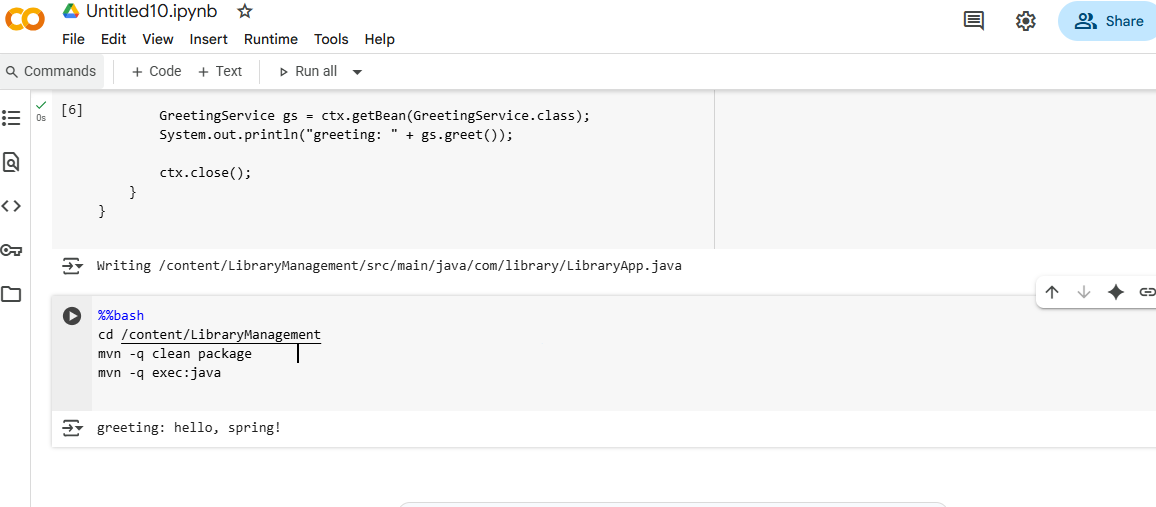 Untitled10.ipynb
File Edit View Insert Runtime Tools Help
Share
Commands + Code + Text Run all
0s
[6]
GreetingService gs = ctx.getBean(GreetingService.class);
System.out.println("greeting: " + gs.greet());
ctx.close();
}
}
Writing /content/LibraryManagement/src/main/java/com/library/LibraryApp.java
%%bash
cd /content/LibraryManagement
mvn -q clean package
mvn -q exec:java
greeting: hello, spring!